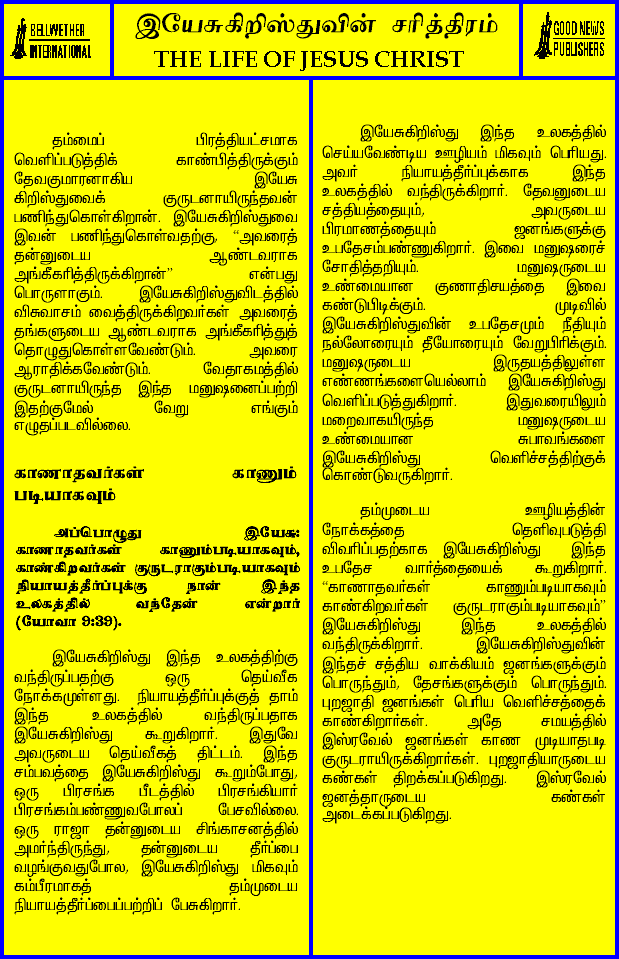 BELLWETHER
INTERNATIONAL
இயேசுகிறிஸ்துவின் சரித்திரம்
THE LIFE OF JESUS CHRIST
GOOD NEWS
PUBLISHERS
தம்மைப் பிரத்தியட்சமாக
வெளிப்படுத்திக் காண்பித்திருக்கும்
தேவகுமாரனாகிய இயேசு
கிறிஸ்துவைக் குருடனாயிருந்தவன்
பணிந்துகொள்கிறான். இயேசுகிறிஸ்துவை
இவன் பணிந்துகொள்வதற்கு, “அவரைத்
தன்னுடைய ஆண்டவராக
அங்கீகரித்திருக்கிறான்” என்பது
பொருளாகும். இயேசுகிறிஸ்துவிடத்தில்
விசுவாசம் வைத்திருக்கிறவர்கள் அவரைத்
தங்களுடைய ஆண்டவராக அங்கீகரித்துத்
தொழுதுகொள்ளவேண்டும். அவரை
ஆராதிக்கவேண்டும். வேதாகமத்தில்
குருடனாயிருந்த இந்த மனுஷனைப்பற்றி
இதற்குமேல் வேறு எங்கும்
எழுதப்படவில்லை.
காணாதவர்கள் காணும்
படியாகவும்
அப்பொழுது இயேசு:
காணாதவர்கள் காணும்படியாகவும்,
காண்கிறவர்கள் குருடராகும்படியாகவும்
நியாயத்தீர்ப்புக்கு நான் இந்த
உலகத்தில் வந்தேன் என்றார்
(யோவா 9:39).
இயேசுகிறிஸ்து இந்த உலகத்திற்கு
வந்திருப்பதற்கு ஒரு தெய்வீக
நோக்கமுள்ளது. நியாயத்தீர்ப்புக்குத் தாம்
இந்த உலகத்தில் வந்திருப்பதாக
இயேசுகிறிஸ்து கூறுகிறார். இதுவே
அவருடைய தெய்வீகத் திட்டம். இந்த
சம்பவத்தை இயேசுகிறிஸ்து கூறும்போது,
ஒரு பிரசங்க பீடத்தில் பிரசங்கியார்
பிரசங்கம்பண்ணுவதுபோலப் பேசவில்லை.
ஒரு ராஜா தன்னுடைய சிங்காசனத்தில்
அமர்ந்திருந்து, தன்னுடைய தீர்ப்பை
வழங்குவதுபோல, இயேசுகிறிஸ்து மிகவும்
கம்பீரமாகத் தம்முடைய
நியாயத்தீர்ப்பைப்பற்றிப் பேசுகிறார்.
இயேசுகிறிஸ்து இந்த உலகத்தில்
செய்யவேண்டிய ஊழியம் மிகவும் பெரியது.
அவர் நியாயத்தீர்ப்புக்காக இந்த
உலகத்தில் வந்திருக்கிறார். தேவனுடைய
சத்தியத்தையும், அவருடைய
பிரமாணத்தையும் ஜனங்களுக்கு
உபதேசம்பண்ணுகிறார். இவை மனுஷரைச்
சோதித்தறியும். மனுஷருடைய
உண்மையான குணாதிசயத்தை இவை
கண்டுபிடிக்கும். முடிவில்
இயேசுகிறிஸ்துவின் உபதேசமும் நீதியும்
நல்லோரையும் தீயோரையும் வேறுபிரிக்கும்.
மனுஷருடைய இருதயத்திலுள்ள
எண்ணங்களையெல்லாம் இயேசுகிறிஸ்து
வெளிப்படுத்துகிறார். இதுவரையிலும்
மறைவாகயிருந்த மனுஷருடைய
உண்மையான சுபாவங்களை
இயேசுகிறிஸ்து வெளிச்சத்திற்குக்
கொண்டுவருகிறார்.
தம்முடைய ஊழியத்தின்
நோக்கத்தை தெளிவுபடுத்தி
விவரிப்பதற்காக இயேசுகிறிஸ்து இந்த
உபதேச வார்த்தையைக் கூறுகிறார்.
“காணாதவர்கள் காணும்படியாகவும்
காண்கிறவர்கள் குருடராகும்படியாகவும்”
இயேசுகிறிஸ்து இந்த உலகத்தில்
வந்திருக்கிறார். இயேசுகிறிஸ்துவின்
இந்தச் சத்திய வாக்கியம் ஜனங்களுக்கும்
பொருந்தும், தேசங்களுக்கும் பொருந்தும்.
புறஜாதி ஜனங்கள் பெரிய வெளிச்சத்தைக்
காண்கிறார்கள். அதே சமயத்தில்
இஸ்ரவேல் ஜனங்கள் காண முடியாதபடி
குருடராயிருக்கிறார்கள். புறஜாதியாருடைய
கண்கள் திறக்கப்படுகிறது. இஸ்ரவேல்
ஜனத்தாருடைய கண்கள்
அடைக்கப்படுகிறது.